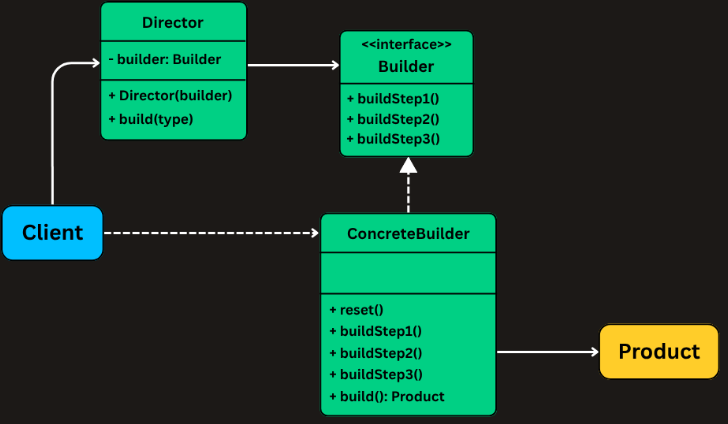 Director
- builder: Builder
+ Director(builder)
+ build(type)
<<interface>>
Builder
+ buildStep1()
+ buildStep2()
+ buildStep3()
Client
ConcreteBuilder
+ reset()
+ buildStep1()
+ buildStep2()
+ buildStep3()
+ build(): Product
Product